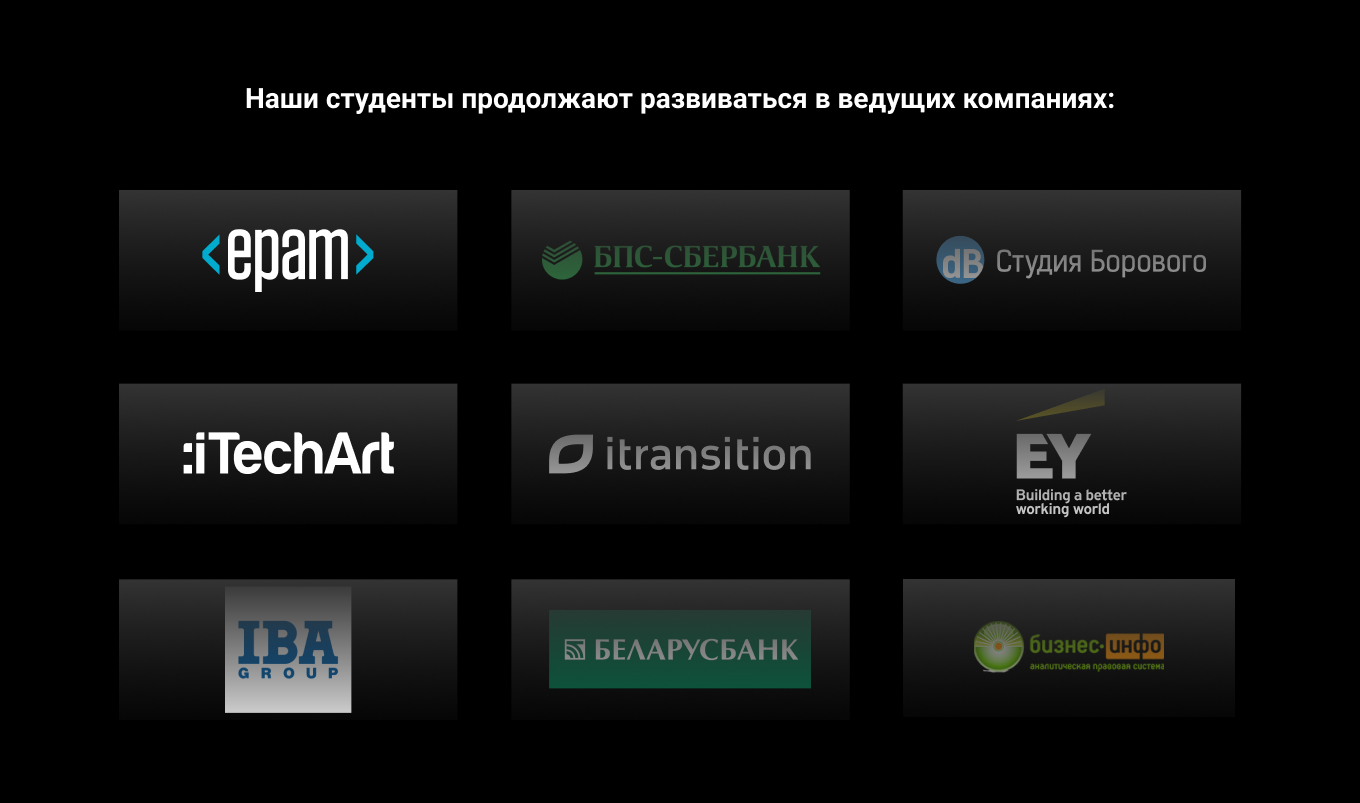 Наши студенты продолжают развиваться в ведущих компаниях:
<epam>
БПС-СБЕРБАНК
dB Студия Борового
:iTechArt
itransition
EY
Building a better
working world
IBA
GROUP
БЕЛАРУСБАНК
бизнес·инфо
аналитическая правовая система